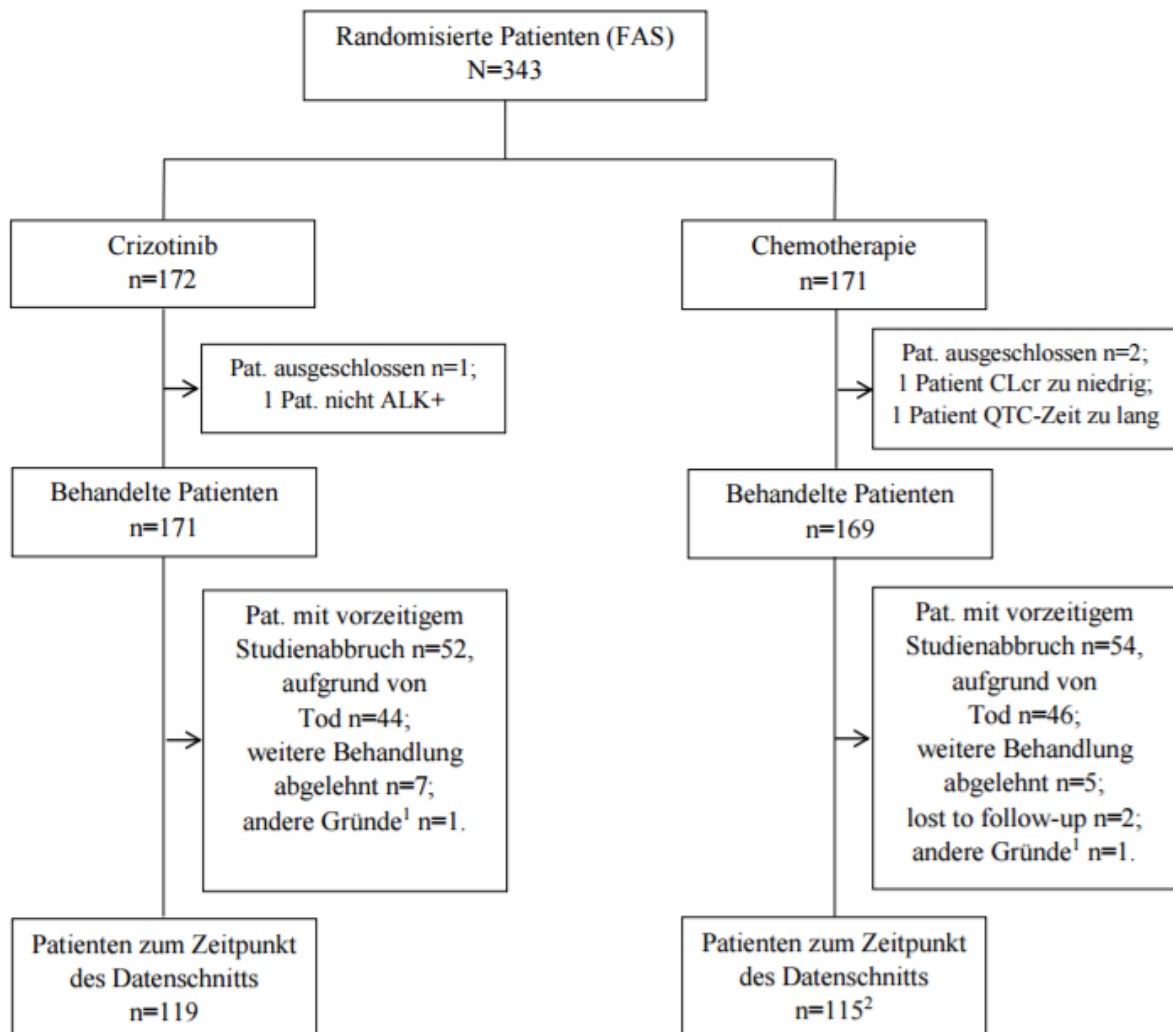 Randomisierte Patienten (FAS)
N=343
Crizotinib
n=172
Chemotherapie
n=171
Pat. ausgeschlossen n=1;
1 Pat. nicht ALK+
Pat. ausgeschlossen n=2;
1 Patient CLcr zu niedrig;
1 Patient QTC-Zeit zu lang
Behandelte Patienten
n=171
Behandelte Patienten
n=169
Pat. mit vorzeitigem
Studienabbruch n=52,
aufgrund von
Tod n=44;
weitere Behandlung
abgelehnt n=7;
andere Gründe¹ n=1.
Pat. mit vorzeitigem
Studienabbruch n=54,
aufgrund von
Tod n=46;
weitere Behandlung
abgelehnt n=5;
lost to follow-up n=2;
andere Gründe¹ n=1.
Patienten zum Zeitpunkt
des Datenschnitts
n=119
Patienten zum Zeitpunkt
des Datenschnitts
n=115²